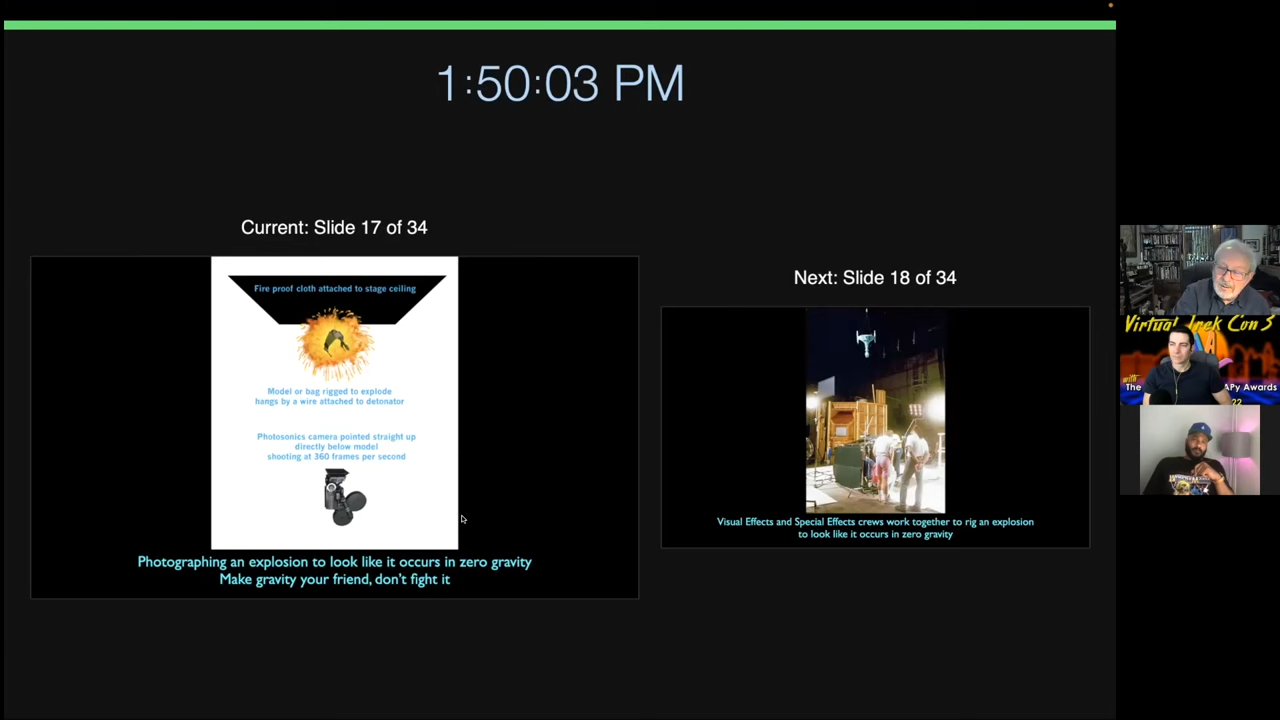 1:50:03 PM
Current: Slide 17 of 34
Fire proof cloth attached to stage ceiling
Model or bag rigged to explode
hangs by a wire attached to detonator
Photosonics camera pointed straight up
directly below model
shooting at 360 frames per second
Photographing an explosion to look like it occurs in zero gravity
Make gravity your friend, don't fight it
Next: Slide 18 of 34
Visual Effects and Special Effects crews work together to rig an explosion
to look like it occurs in zero gravity
Virtual Trek Con 3
with
The
APy Awards
22